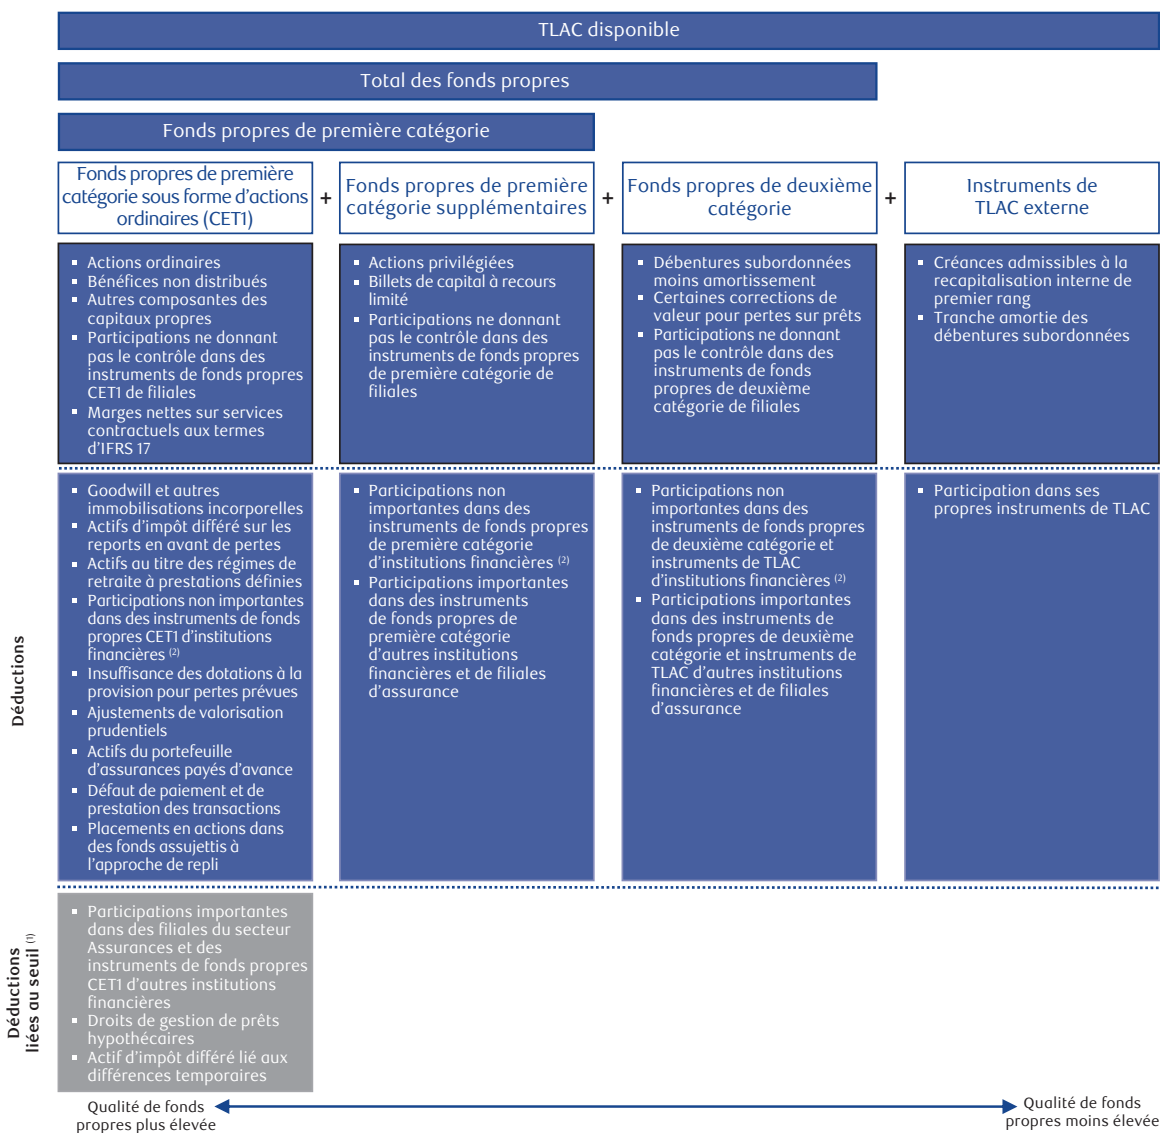 TLAC disponible
Total des fonds propres
Fonds propres de première catégorie
Fonds propres de première
catégorie sous forme d'actions
ordinaires (CET1)
+
Fonds propres de première
catégorie supplémentaires
+
Fonds propres de deuxième
catégorie
+
Instruments de
TLAC externe
▪ Actions ordinaires
▪ Bénéfices non distribués
▪ Autres composantes des
capitaux propres
▪ Participations ne donnant
pas le contrôle dans des
instruments de fonds propres
CET1 de filiales
▪ Marges nettes sur services
contractuels aux termes
d'IFRS 17
▪ Actions privilégiées
▪ Billets de capital à recours
limité
▪ Participations ne donnant
pas le contrôle dans des
instruments de fonds propres
de première catégorie de
filiales
▪ Débentures subordonnées
moins amortissement
▪ Certaines corrections de
valeur pour pertes sur prêts
▪ Participations ne donnant
pas le contrôle dans des
instruments de fonds
propres de deuxième
catégorie de filiales
▪ Créances admissibles à la
recapitalisation interne de
premier rang
▪ Tranche amortie des
débentures subordonnées
Déductions
▪ Goodwill et autres
immobilisations incorporelles
▪ Actifs d'impôt différé sur les
reports en avant de pertes
▪ Actifs au titre des régimes de
retraite à prestations définies
▪ Participations non importantes
dans des instruments de fonds
propres CET1 d'institutions
financières (2)
▪ Insuffisance des dotations à la
provision pour pertes prévues
▪ Ajustements de valorisation
prudentiels
▪ Actifs du portefeuille
d'assurances payés d'avance
▪ Défaut de paiement et de
prestation des transactions
▪ Placements en actions dans
des fonds assujettis à
l'approche de repli
▪ Participations non
importantes dans des
instruments de fonds propres
de première catégorie
d'institutions financières (2)
▪ Participations importantes
dans des instruments
de fonds propres de
première catégorie
d'autres institutions
financières et de filiales
d'assurance
▪ Participations non
importantes dans des
instruments de fonds propres
de deuxième catégorie et
instruments de TLAC
d'institutions financières (2)
▪ Participations importantes
dans des instruments de
fonds propres de deuxième
catégorie et instruments de
TLAC d'autres institutions
financières et de filiales
d'assurance
▪ Participation dans ses
propres instruments de TLAC
Déductions
liées au seuil (1)
▪ Participations importantes
dans des filiales du secteur
Assurances et des
instruments de fonds propres
CET1 d'autres institutions
financières
▪ Droits de gestion de prêts
hypothécaires
▪ Actif d'impôt différé lié aux
différences temporaires
Qualité de fonds
propres plus élevée
Qualité de fonds
propres moins élevée